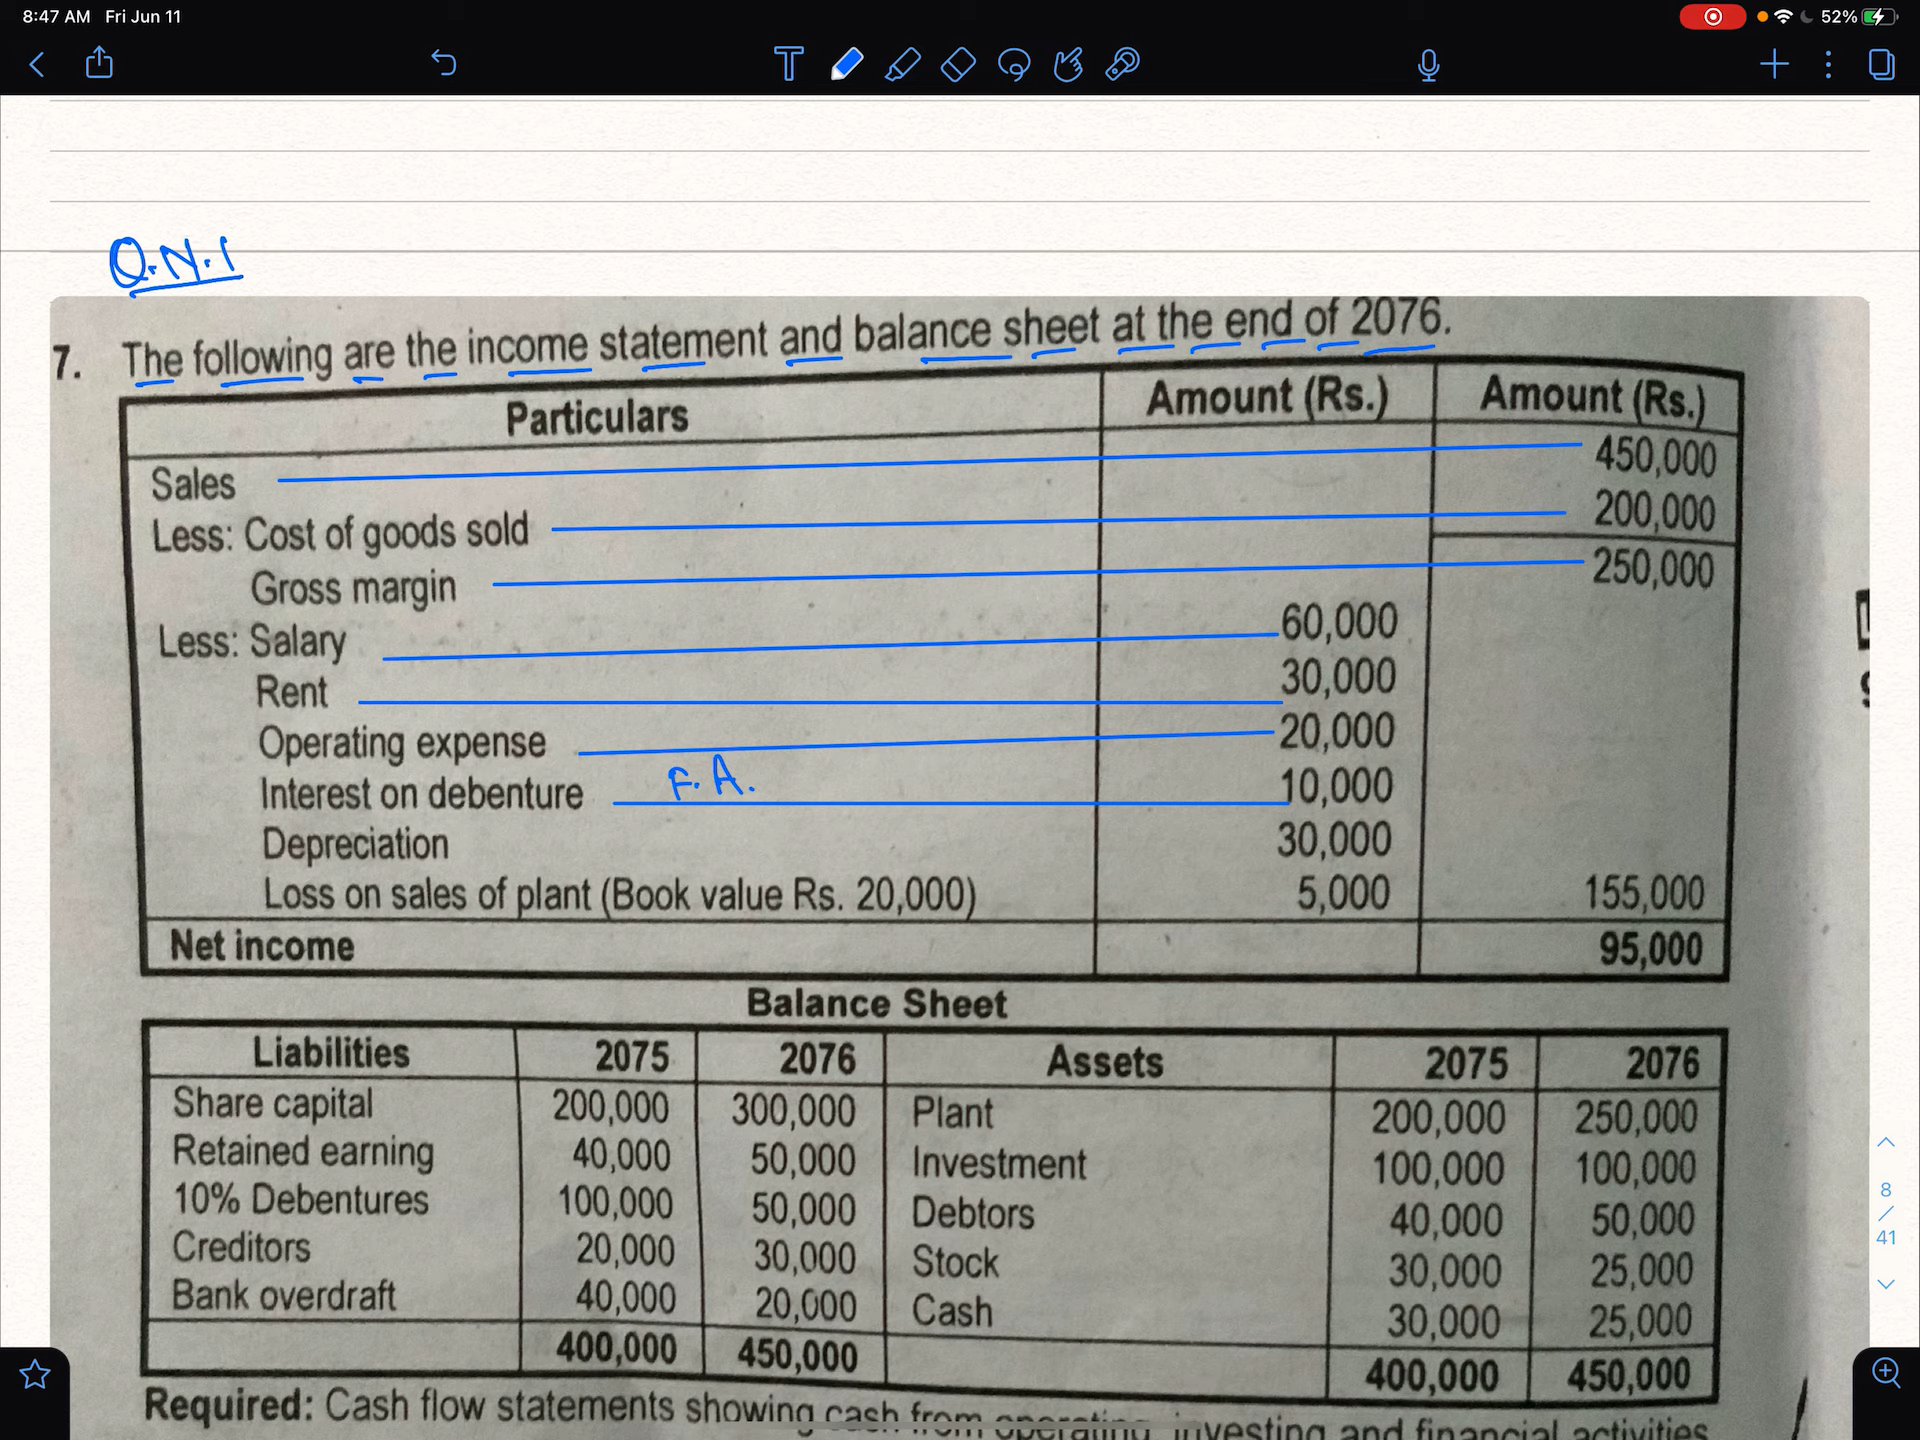 8:47 AM Fri Jun 11
52%
T
Q.N.1
7. The following are the income statement and balance sheet at the end of 2076.
Particulars Amount (Rs.) Amount (Rs.)
Sales 450,000
Less: Cost of goods sold 200,000
Gross margin 250,000
Less: Salary 60,000
Rent 30,000
Operating expense 20,000
Interest on debenture F.A. 10,000
Depreciation 30,000
Loss on sales of plant (Book value Rs. 20,000) 5,000 155,000
Net income 95,000
Balance Sheet
Liabilities 2075 2076 Assets 2075 2076
Share capital 200,000 300,000 Plant 200,000 250,000
Retained earning 40,000 50,000 Investment 100,000 100,000
10% Debentures 100,000 50,000 Debtors 40,000 50,000
Creditors 20,000 30,000 Stock 30,000 25,000
Bank overdraft 40,000 20,000 Cash 30,000 25,000
400,000 450,000 400,000 450,000
Required: Cash flow statements showing cash from operating, investing and financial activities
8
/
41